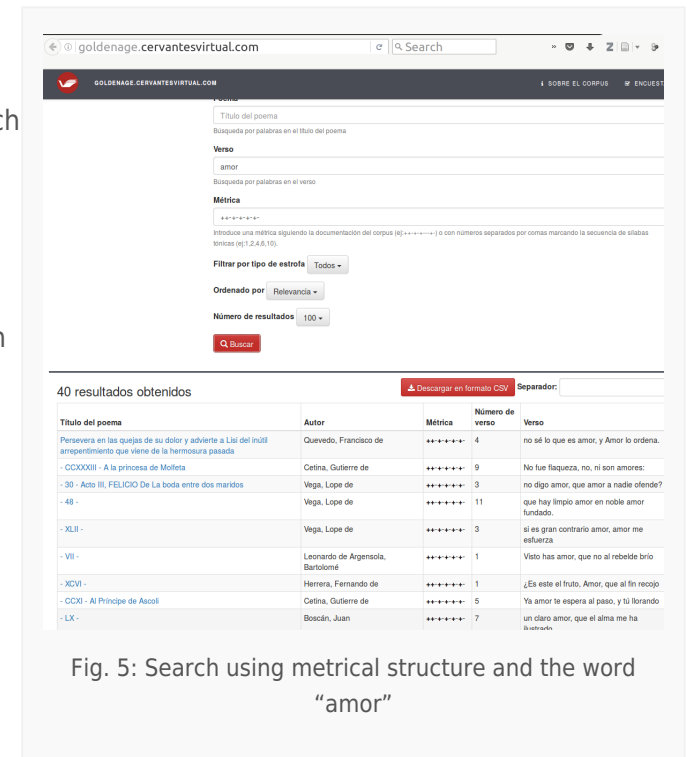 ch
n
goldenage.cervantesvirtual.com
Search
GOLDENAGE.CERVANTESVIRTUAL.COM
SOBRE EL CORPUS
ENCUEST
Poema
Título del poema
Búsqueda por palabras en el título del poema
Verso
amor
Búsqueda por palabras en el verso
Métrica
++-+-+-+-+-
Introduce una métrica siguiendo la documentación del corpus o con números separados por comas marcando la secuencia de sílabas
tónicas (ej:1,2,4,6,10).
Filtrar por tipo de estrofa Todos
Ordenado por Relevancia
Número de resultados 100
Buscar
40 resultados obtenidos
Descargar en formato CSV
Separador:
Título del poema Autor Métrica Número de verso Verso
Persevera en las quejas de su dolor y advierte a Lisi del inútil
arrepentimiento que viene de la hermosura pasada
Quevedo, Francisco de ++-+-+-+-+- 4 no sé lo que es amor, y Amor lo ordena.
- CCXXXIII - A la princesa de Molfeta Cetina, Gutierre de ++-+-+-+-+- 9 No fue flaqueza, no, ni son amores:
- 30 - Acto III, FELICIO De La boda entre dos maridos Vega, Lope de ++-+-+-+-+- 3 no digo amor, que amor a nadie ofende?
- 48 - Vega, Lope de ++-+-+-+-+- 11 que hay limpio amor en noble amor
fundado.
- XLII - Vega, Lope de ++-+-+-+-+- 3 si es gran contrario amor, amor me
esfuerza
- VII - Leonardo de Argensola,
Bartolomé
++-+-+-+-+- 1 Visto has amor, que no al rebelde brío
- XCVI - Herrera, Fernando de ++-+-+-+-+- 1 ¿Es este el fruto, Amor, que al fin recojo
- CCXI - Al Príncipe de Ascoli Cetina, Gutierre de ++-+-+-+-+- 5 Ya amor te espera al paso, y tú llorando
- LX - Boscán, Juan ++-+-+-+-+- 7 un claro amor, que el alma me ha
ilustrado
Fig. 5: Search using metrical structure and the word
“amor”